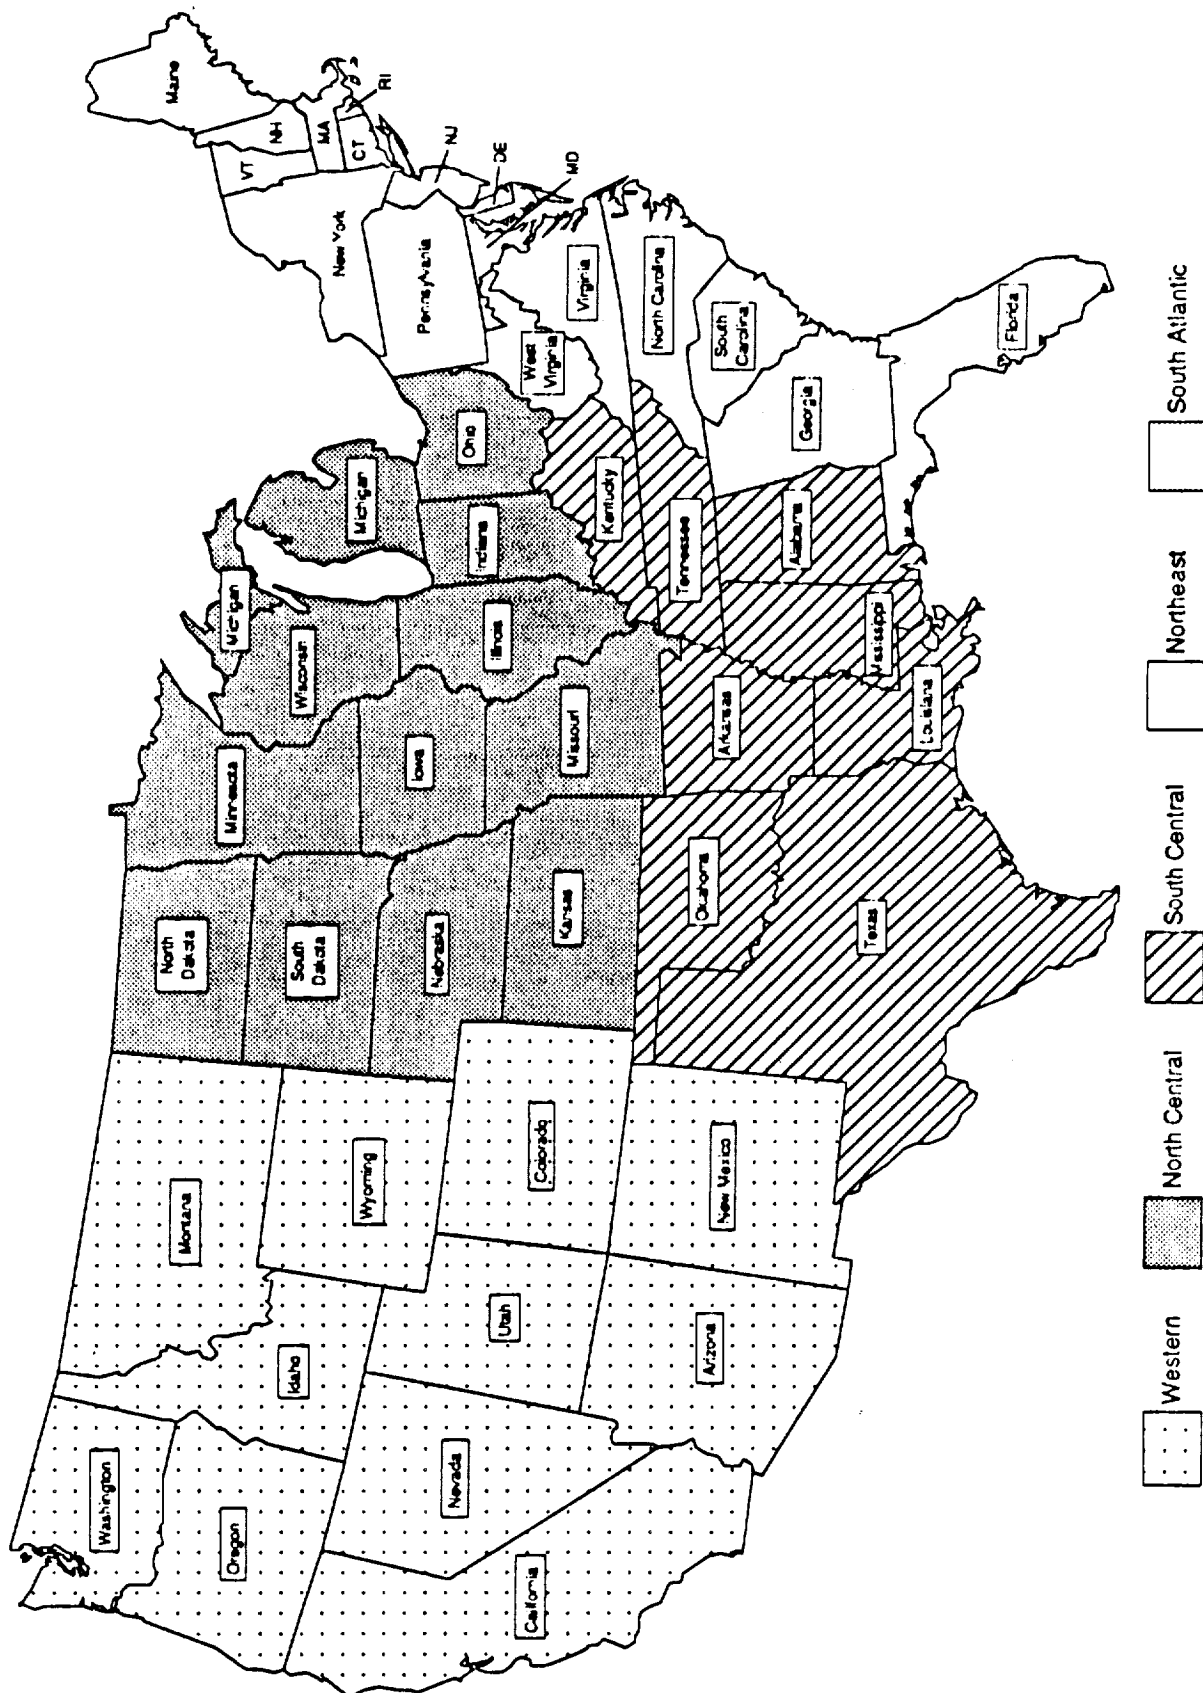 Washington
Oregon
California
Nevada
Idaho
Montana
Wyoming
Utah
Arizona
Colorado
New Mexico
North
Dakota
South
Dakota
Nebraska
Kansas
Oklahoma
Texas
Minnesota
Iowa
Missouri
Arkansas
Louisiana
Wisconsin
Michigan
Michigan
Illinois
Indiana
Ohio
Kentucky
Tennessee
Mississippi
Alabama
Georgia
Florida
South
Carolina
North Carolina
Virginia
West
Virginia
Pennsylvania
New York
VT
NH
Maine
MA
CT
RI
NJ
DE
MD
Western
North Central
South Central
Northeast
South Atlantic